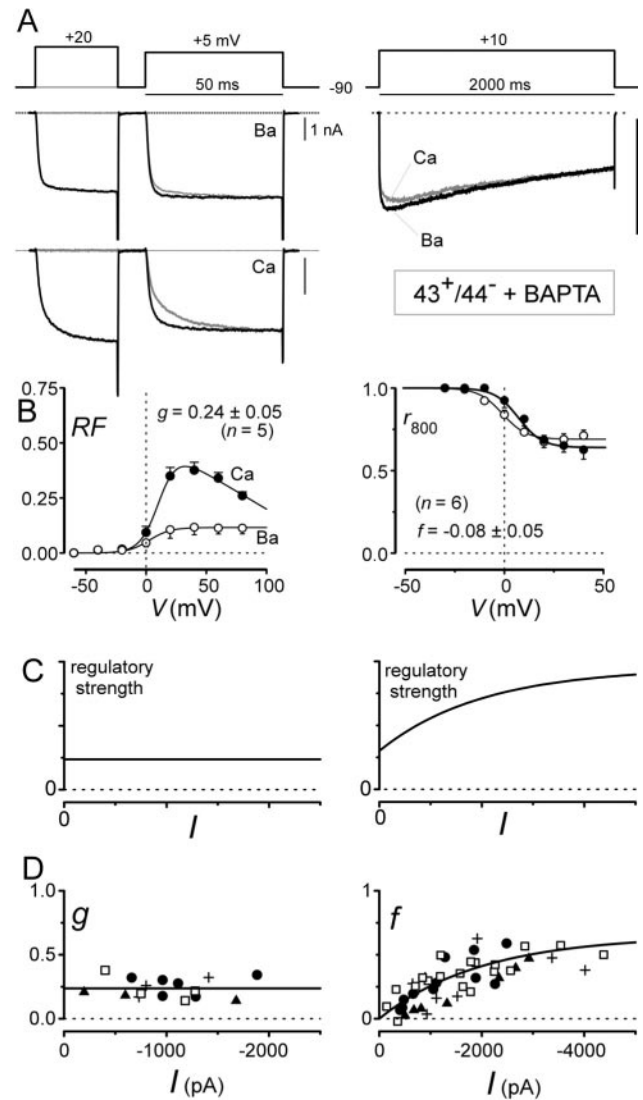 A
+20
+5 mV
+10
50 ms
-90
2000 ms
Ba
1 nA
Ca
Ba
Ca
43⁺/44⁻ + BAPTA
B
0.75
RF
g = 0.24 ± 0.05
(n = 5)
0.50
Ca
0.25
Ba
0.00
-50 0 50 100
V (mV)
1.0
r₈₀₀
0.5
(n = 6)
f = -0.08 ± 0.05
0.0
-50 0 50
V (mV)
C
regulatory
strength
0
0
I
regulatory
strength
0
0
I
D
1.0
g
0.5
0.0
0 -1000 -2000
I (pA)
1
f
0
0 -2000 -4000
I (pA)